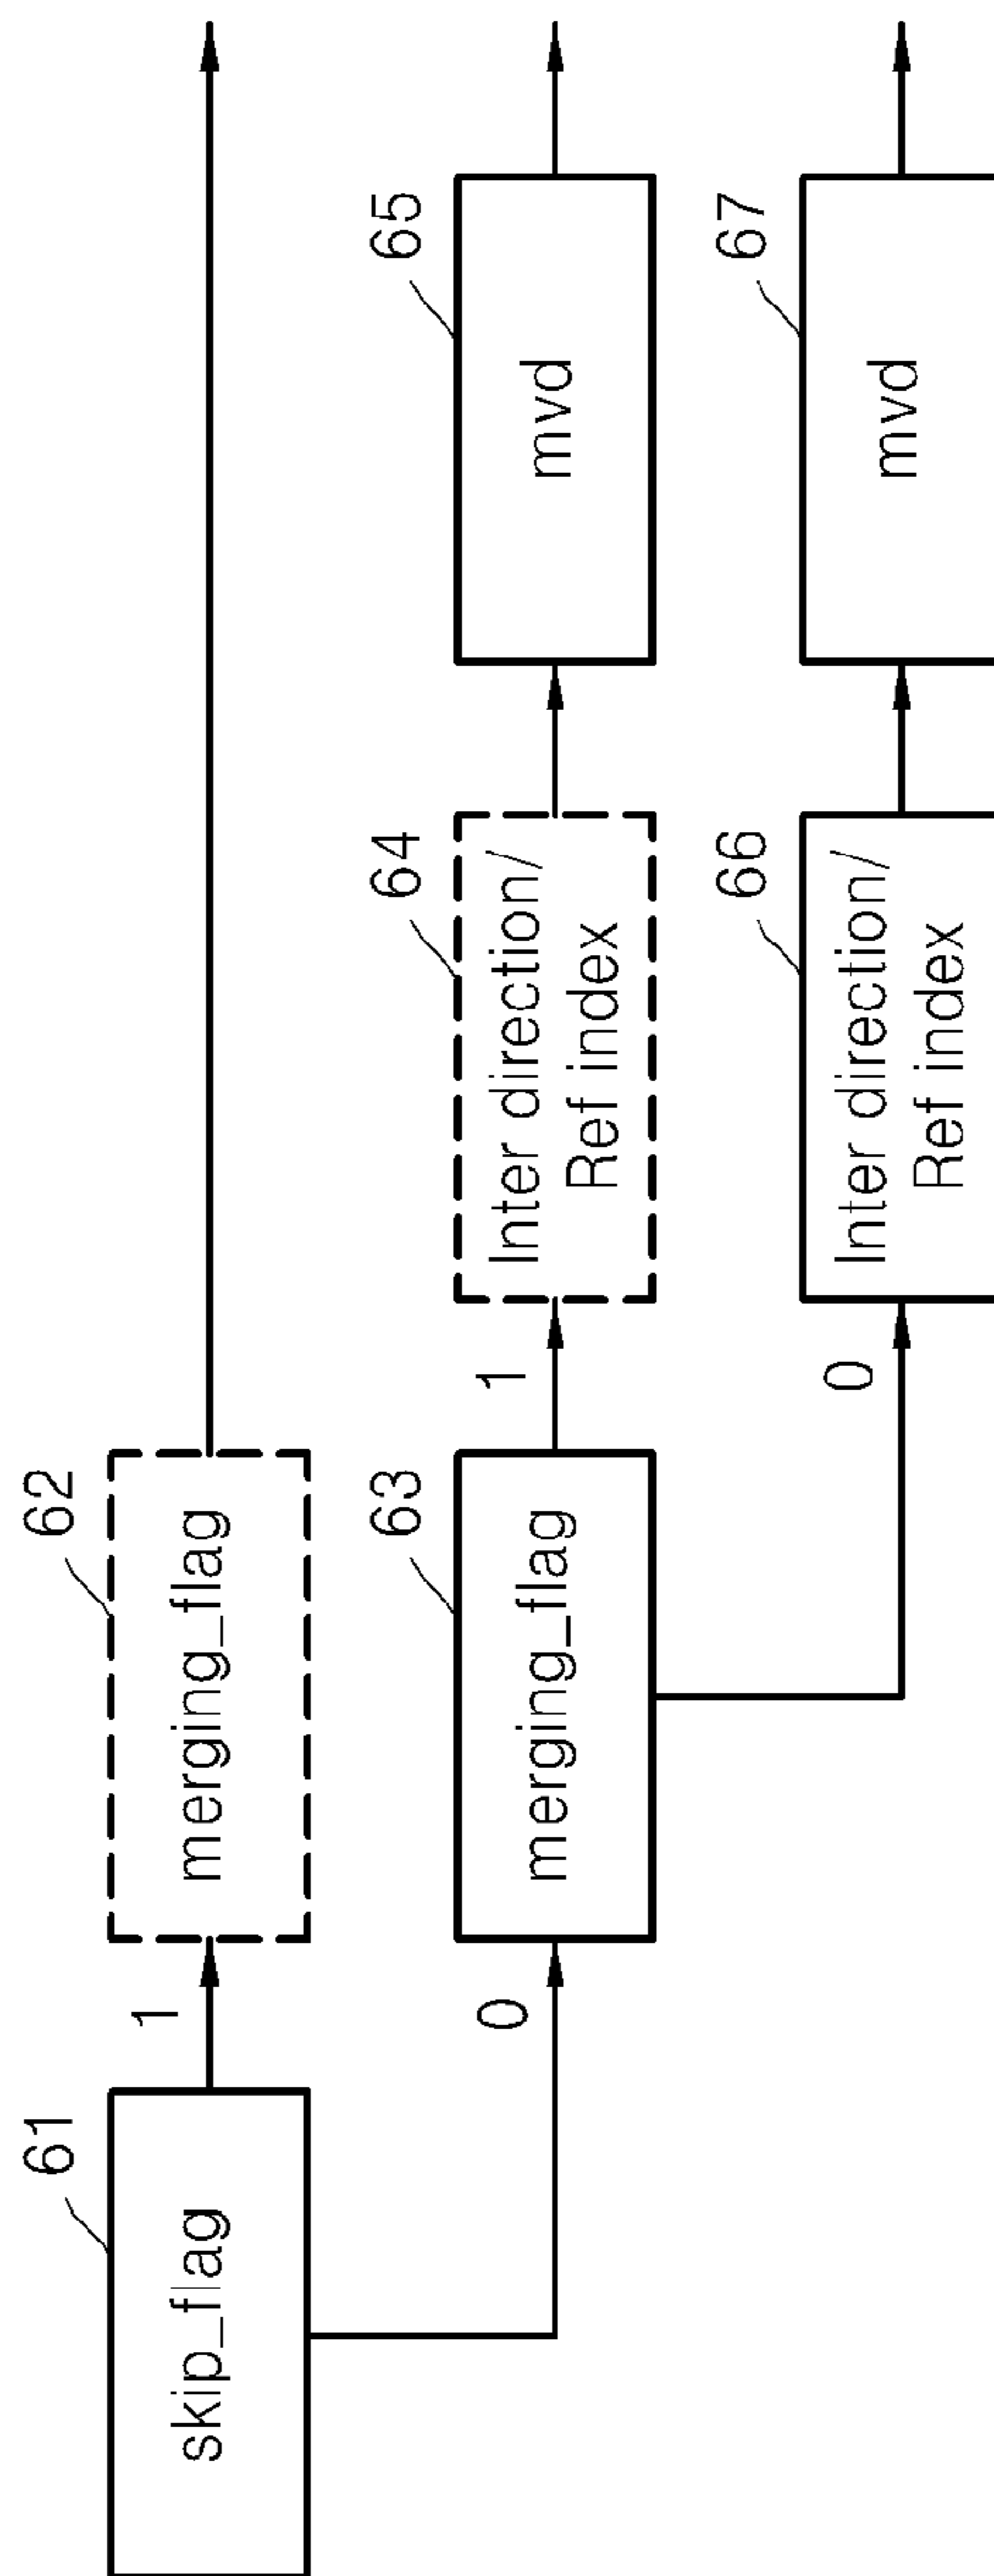 61
skip_flag
1
62
merging_flag
0
63
merging_flag
1
64
Inter direction/
Ref index
65
mvd
0
66
Inter direction/
Ref index
67
mvd